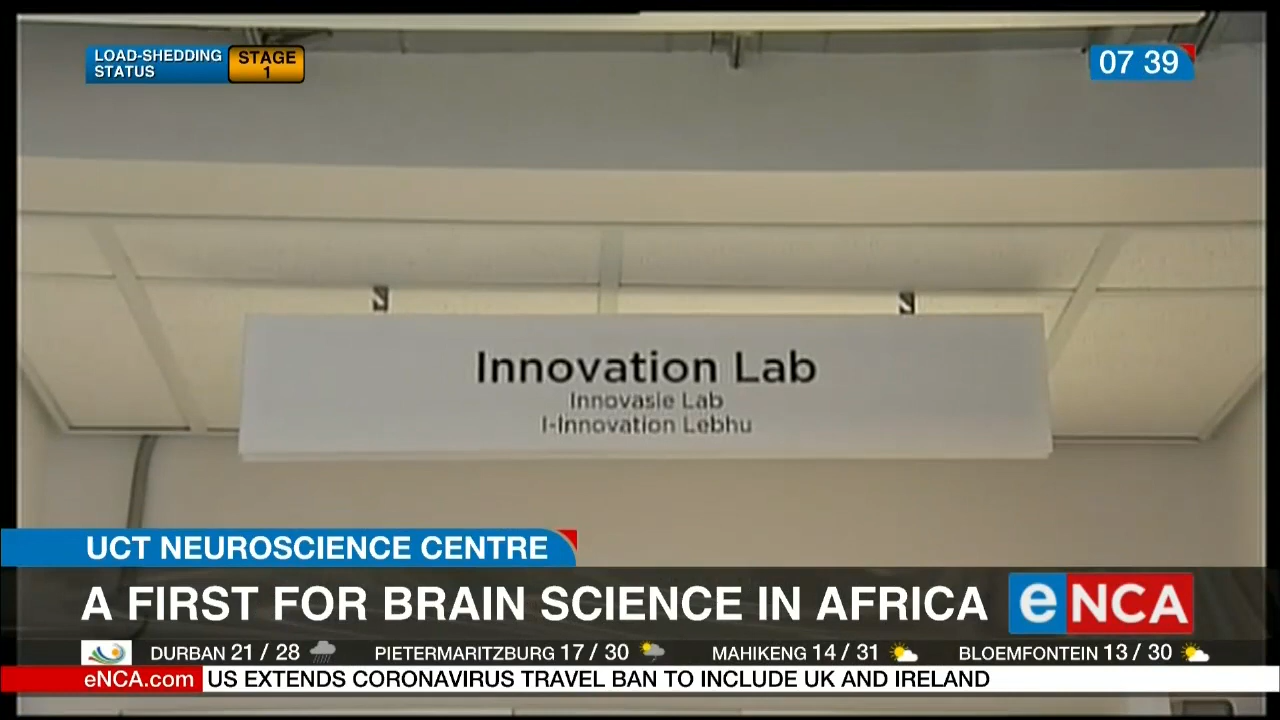 LOAD-SHEDDING
STATUS
STAGE
1
07 39
Innovation Lab
Innovasie Lab
I-Innovation Lebhu
UCT NEUROSCIENCE CENTRE
A FIRST FOR BRAIN SCIENCE IN AFRICA
eNCA
DURBAN 21 / 28 PIETERMARITZBURG 17 / 30 MAHIKENG 14 / 31 BLOEMFONTEIN 13 / 30
eNCA.com US EXTENDS CORONAVIRUS TRAVEL BAN TO INCLUDE UK AND IRELAND